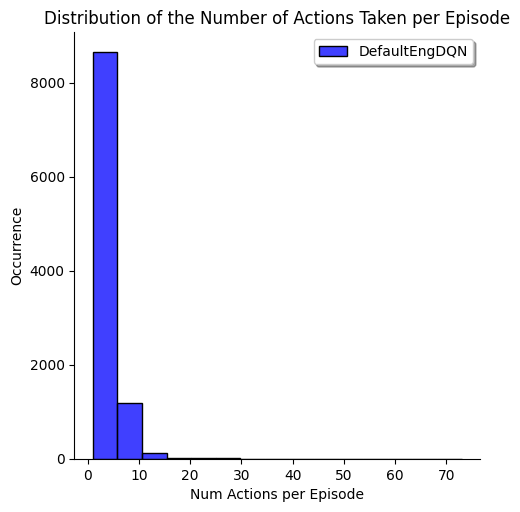 Distribution of the Number of Actions Taken per Episode
DefaultEngDQN
8000
6000
4000
2000
0
Occurrence
0 10 20 30 40 50 60 70
Num Actions per Episode